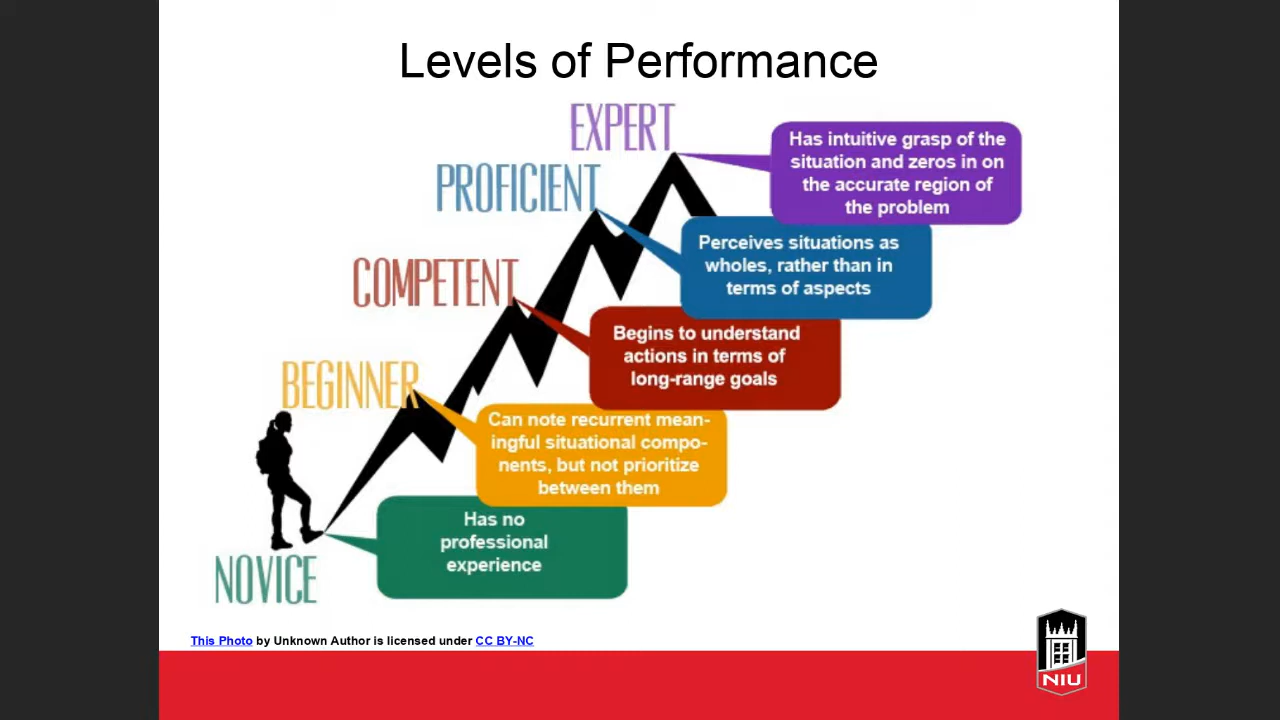 Levels of Performance
EXPERT
Has intuitive grasp of the
situation and zeros in on
the accurate region of
the problem
PROFICIENT
Perceives situations as
wholes, rather than in
terms of aspects
COMPETENT
Begins to understand
actions in terms of
long-range goals
BEGINNER
Can note recurrent mean-
ingful situational compo-
nents, but not prioritize
between them
Has no
professional
experience
NOVICE
This Photo by Unknown Author is licensed under CC BY-NC
NIU